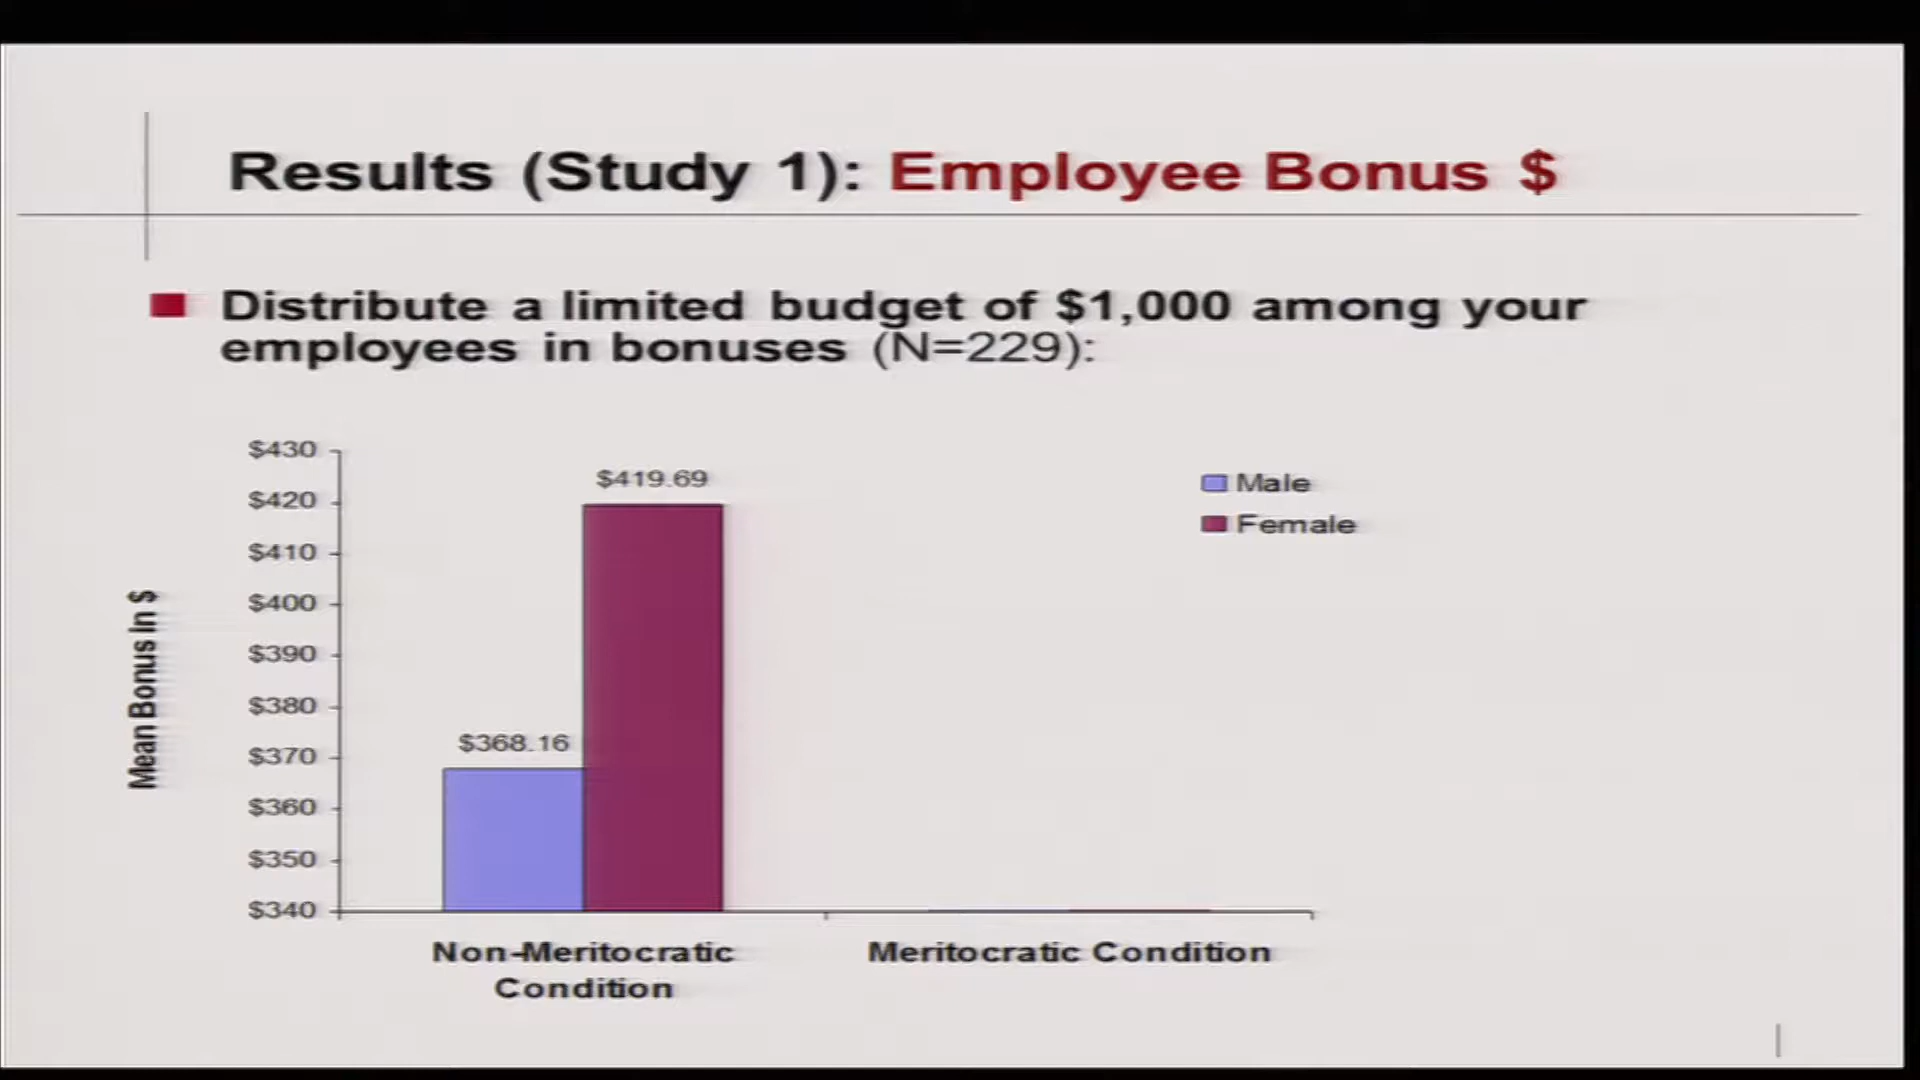 Results (Study 1): Employee Bonus $
Distribute a limited budget of $1,000 among your
employees in bonuses (N=229):
$430
$420
$410
$400
$390
$380
$370
$360
$350
$340
Mean Bonus in $
$419.69
$368.16
Male
Female
Non-Meritocratic
Condition
Meritocratic Condition